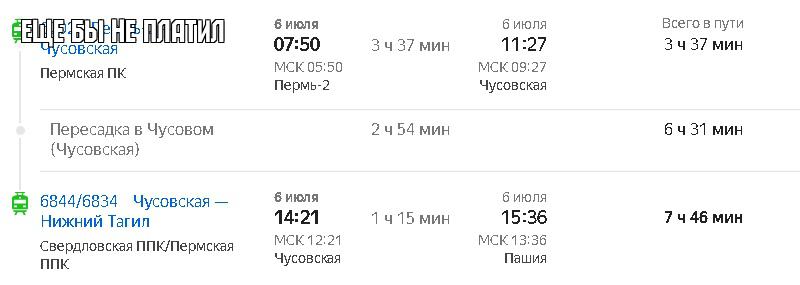 6 июля
6 июля
Всего в пути
ЕЩЕ БЫ НЕ ПЛАТИЛ
Чусовская
07:50
3 ч 37 мин
11:27
3 ч 37 мин
Пермская ПК
МСК 05:50
МСК 09:27
Пермь-2
Чусовская
Пересадка в Чусовом
(Чусовская)
2 ч 54 мин
6 ч 31 мин
6844/6834 Чусовская —
Нижний Тагил
6 июля
6 июля
14:21
1 ч 15 мин
15:36
7 ч 46 мин
Свердловская ППК/Пермская
ППК
МСК 12:21
МСК 13:36
Чусовская
Пашия